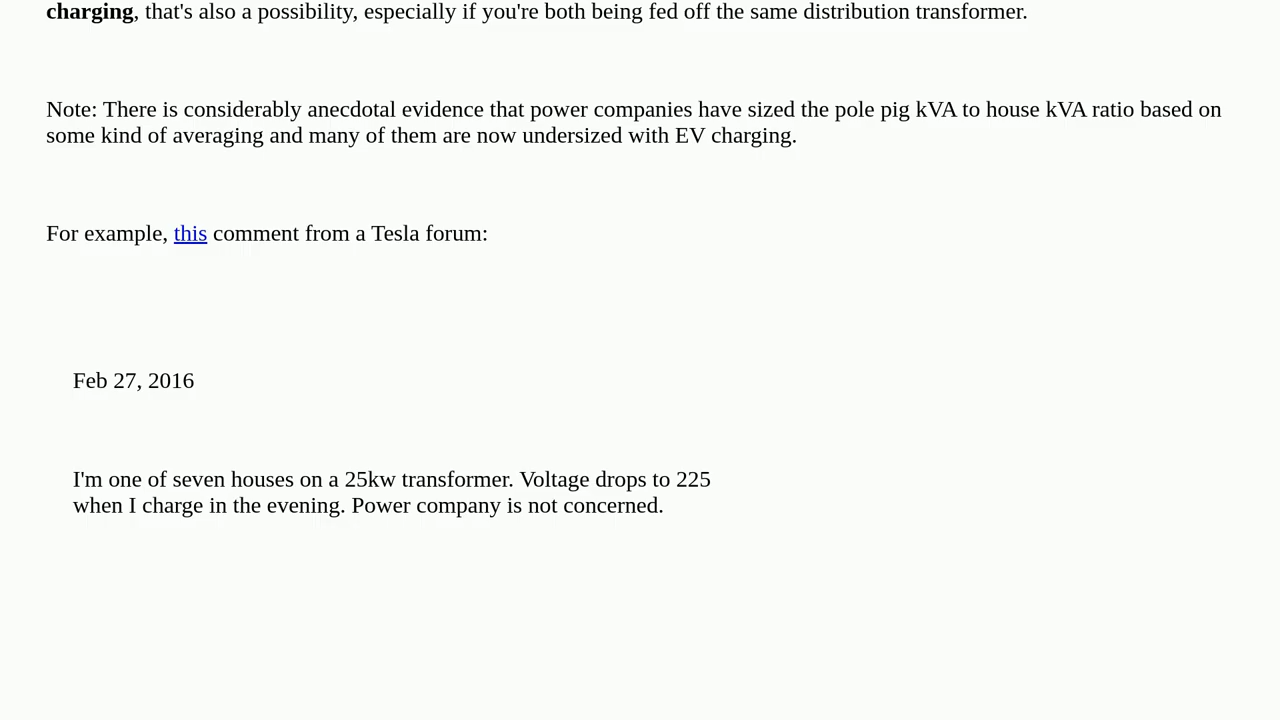 charging, that's also a possibility, especially if you're both being fed off the same distribution transformer.
Note: There is considerably anecdotal evidence that power companies have sized the pole pig kVA to house kVA ratio based on
some kind of averaging and many of them are now undersized with EV charging.
For example, this comment from a Tesla forum:
Feb 27, 2016
I'm one of seven houses on a 25kw transformer. Voltage drops to 225
when I charge in the evening. Power company is not concerned.